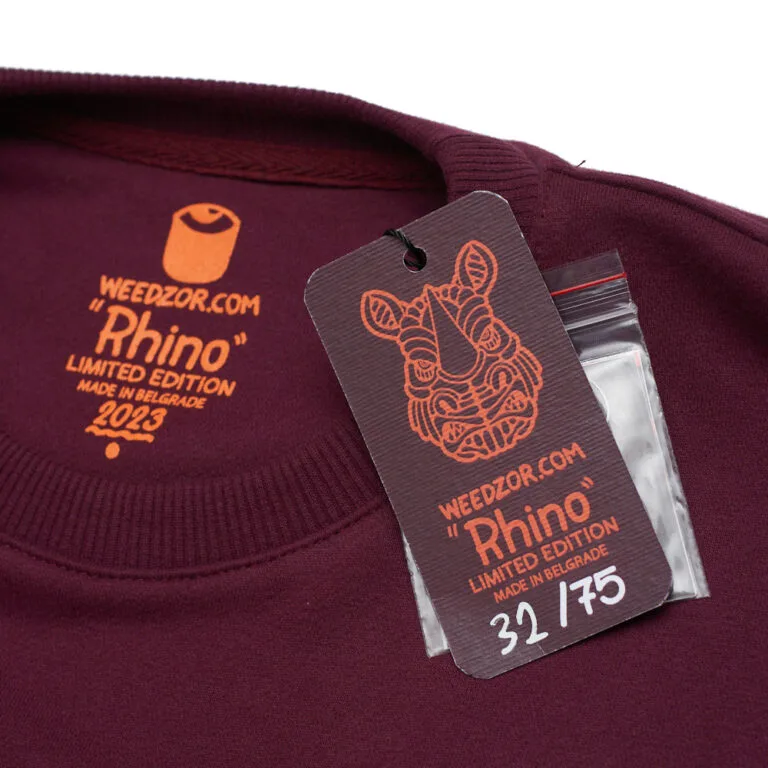 WEEDZOR.COM
"Rhino"
LIMITED EDITION
MADE IN BELGRADE
2023
WEEDZOR.COM
"Rhino"
LIMITED EDITION
MADE IN BELGRADE
32/75